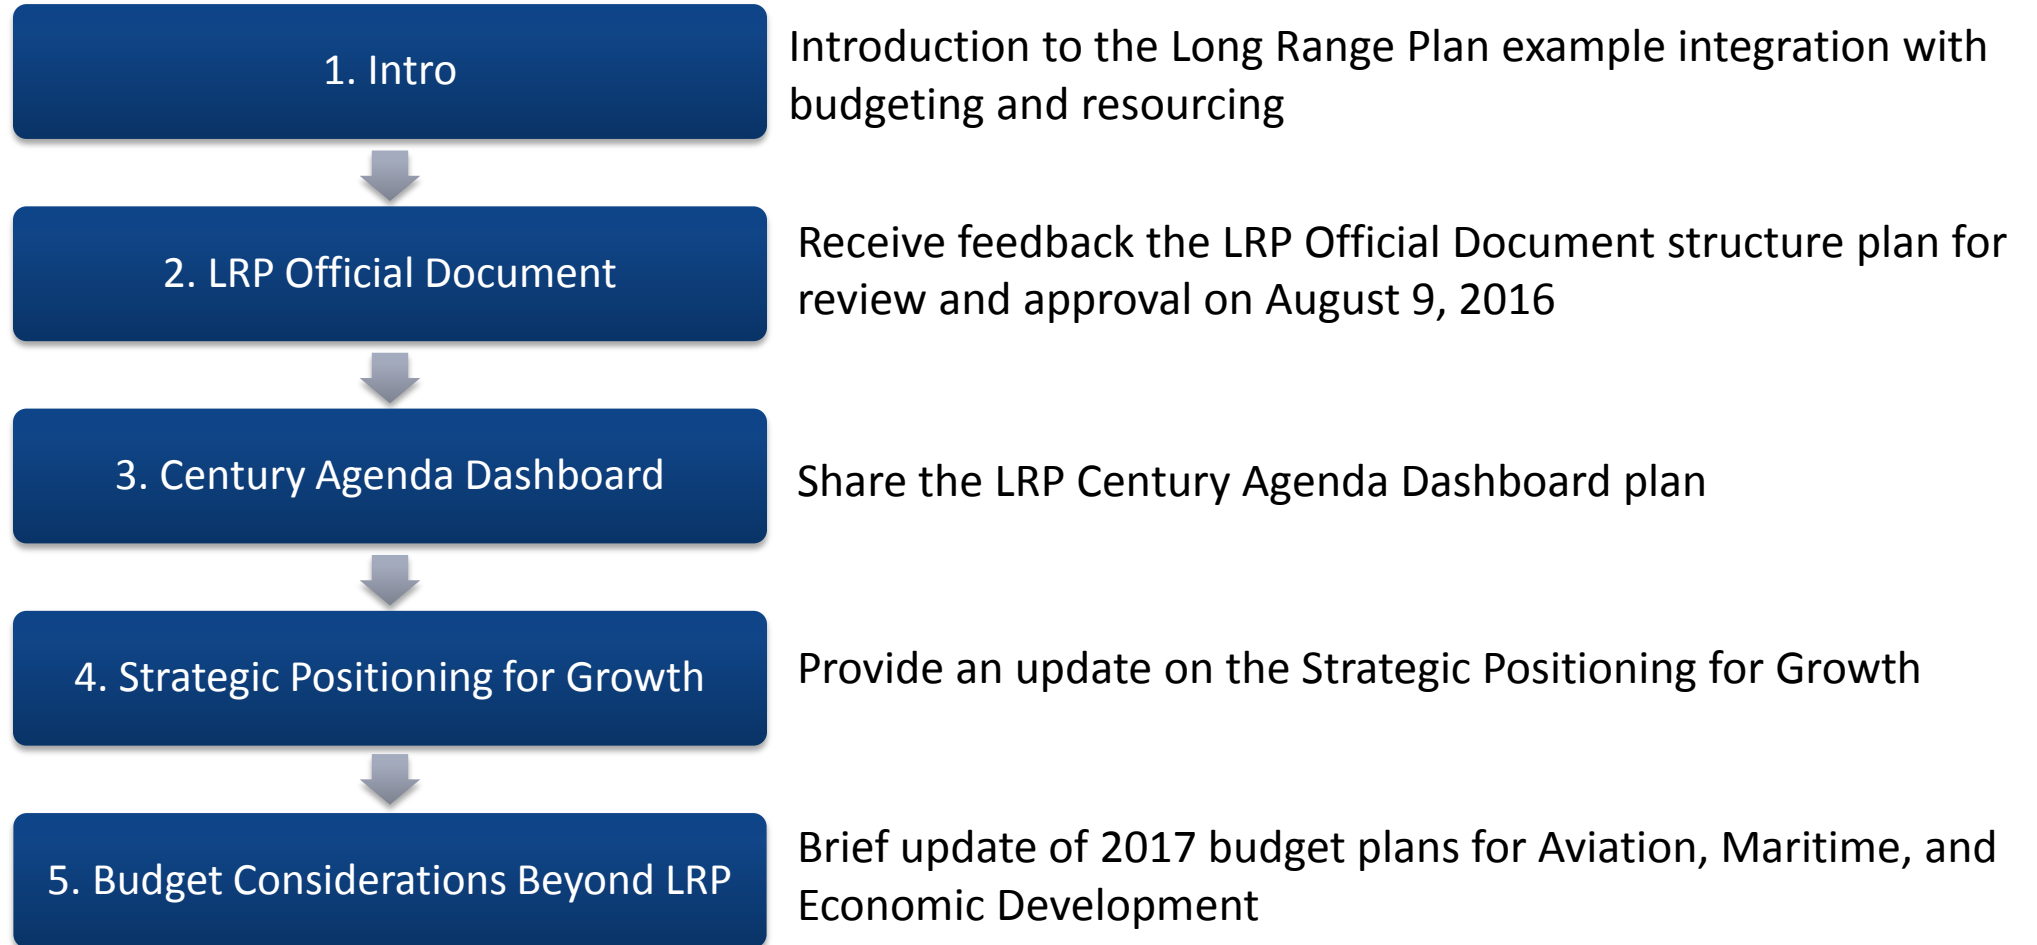 1. Intro
Introduction to the Long Range Plan example integration with
budgeting and resourcing
2. LRP Official Document
Receive feedback the LRP Official Document structure plan for
review and approval on August 9, 2016
3. Century Agenda Dashboard
Share the LRP Century Agenda Dashboard plan
4. Strategic Positioning for Growth
Provide an update on the Strategic Positioning for Growth
5. Budget Considerations Beyond LRP
Brief update of 2017 budget plans for Aviation, Maritime, and
Economic Development